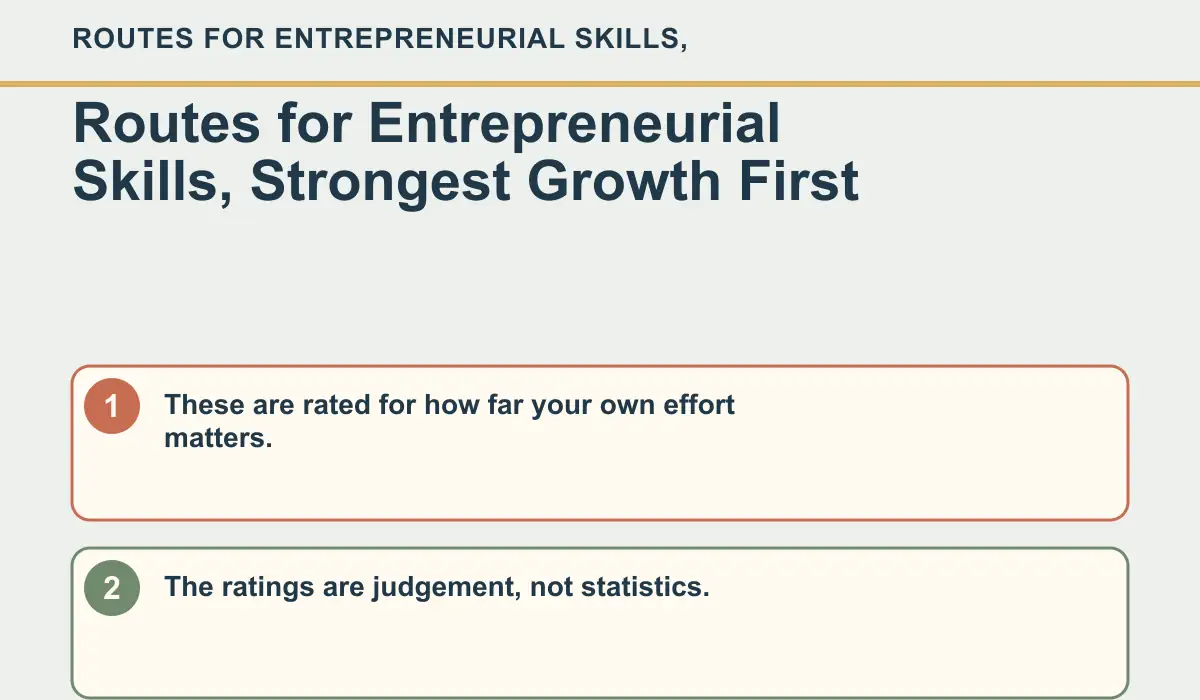 ROUTES FOR ENTREPRENEURIAL SKILLS,
Routes for Entrepreneurial
Skills, Strongest Growth First
1
These are rated for how far your own effort
matters.
2
The ratings are judgement, not statistics.